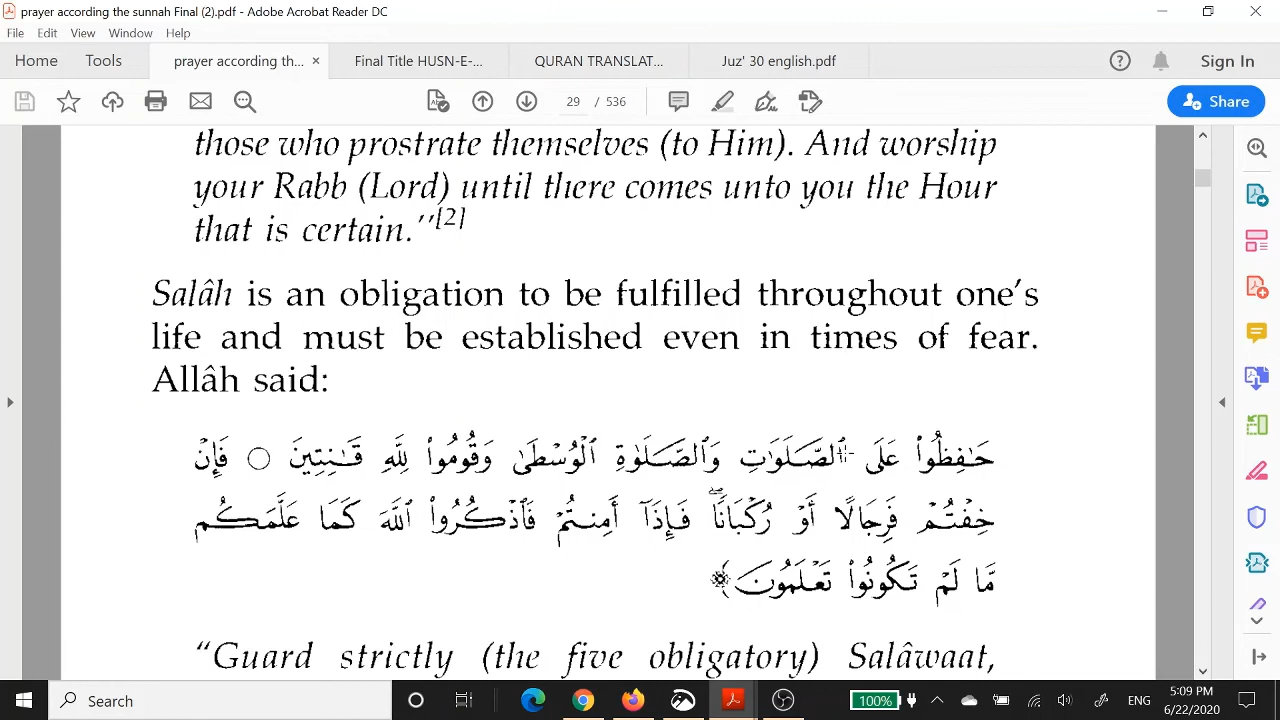 prayer according the sunnah Final (2).pdf - Adobe Acrobat Reader DC
File Edit View Window Help
Home Tools prayer according th... × Final Title HUSN-E-... QURAN TRANSLAT... Juz' 30 english.pdf Sign In
29 / 536 Share
those who prostrate themselves (to Him). And worship
your Rabb (Lord) until there comes unto you the Hour
that is certain.’’[2]
Salâh is an obligation to be fulfilled throughout one’s
life and must be established even in times of fear.
Allâh said:
حَـٰفِظُوا۟ عَلَى ٱلصَّلَوَٰتِ وَٱلصَّلَوٰةِ ٱلْوُسْطَىٰ وَقُومُوا۟ لِلَّهِ قَـٰنِتِينَ ○ فَإِنْ
خِفْتُمْ فَرِجَالًا أَوْ رُكْبَانًا ۖ فَإِذَآ أَمِنتُمْ فَٱذْكُرُوا۟ ٱللَّهَ كَمَا عَلَّمَكُم
مَّا لَمْ تَكُونُوا۟ تَعْلَمُونَ ﴾
“Guard strictly (the five obligatory) Salâwaat,
Search 100% ENG 5:09 PM
6/22/2020